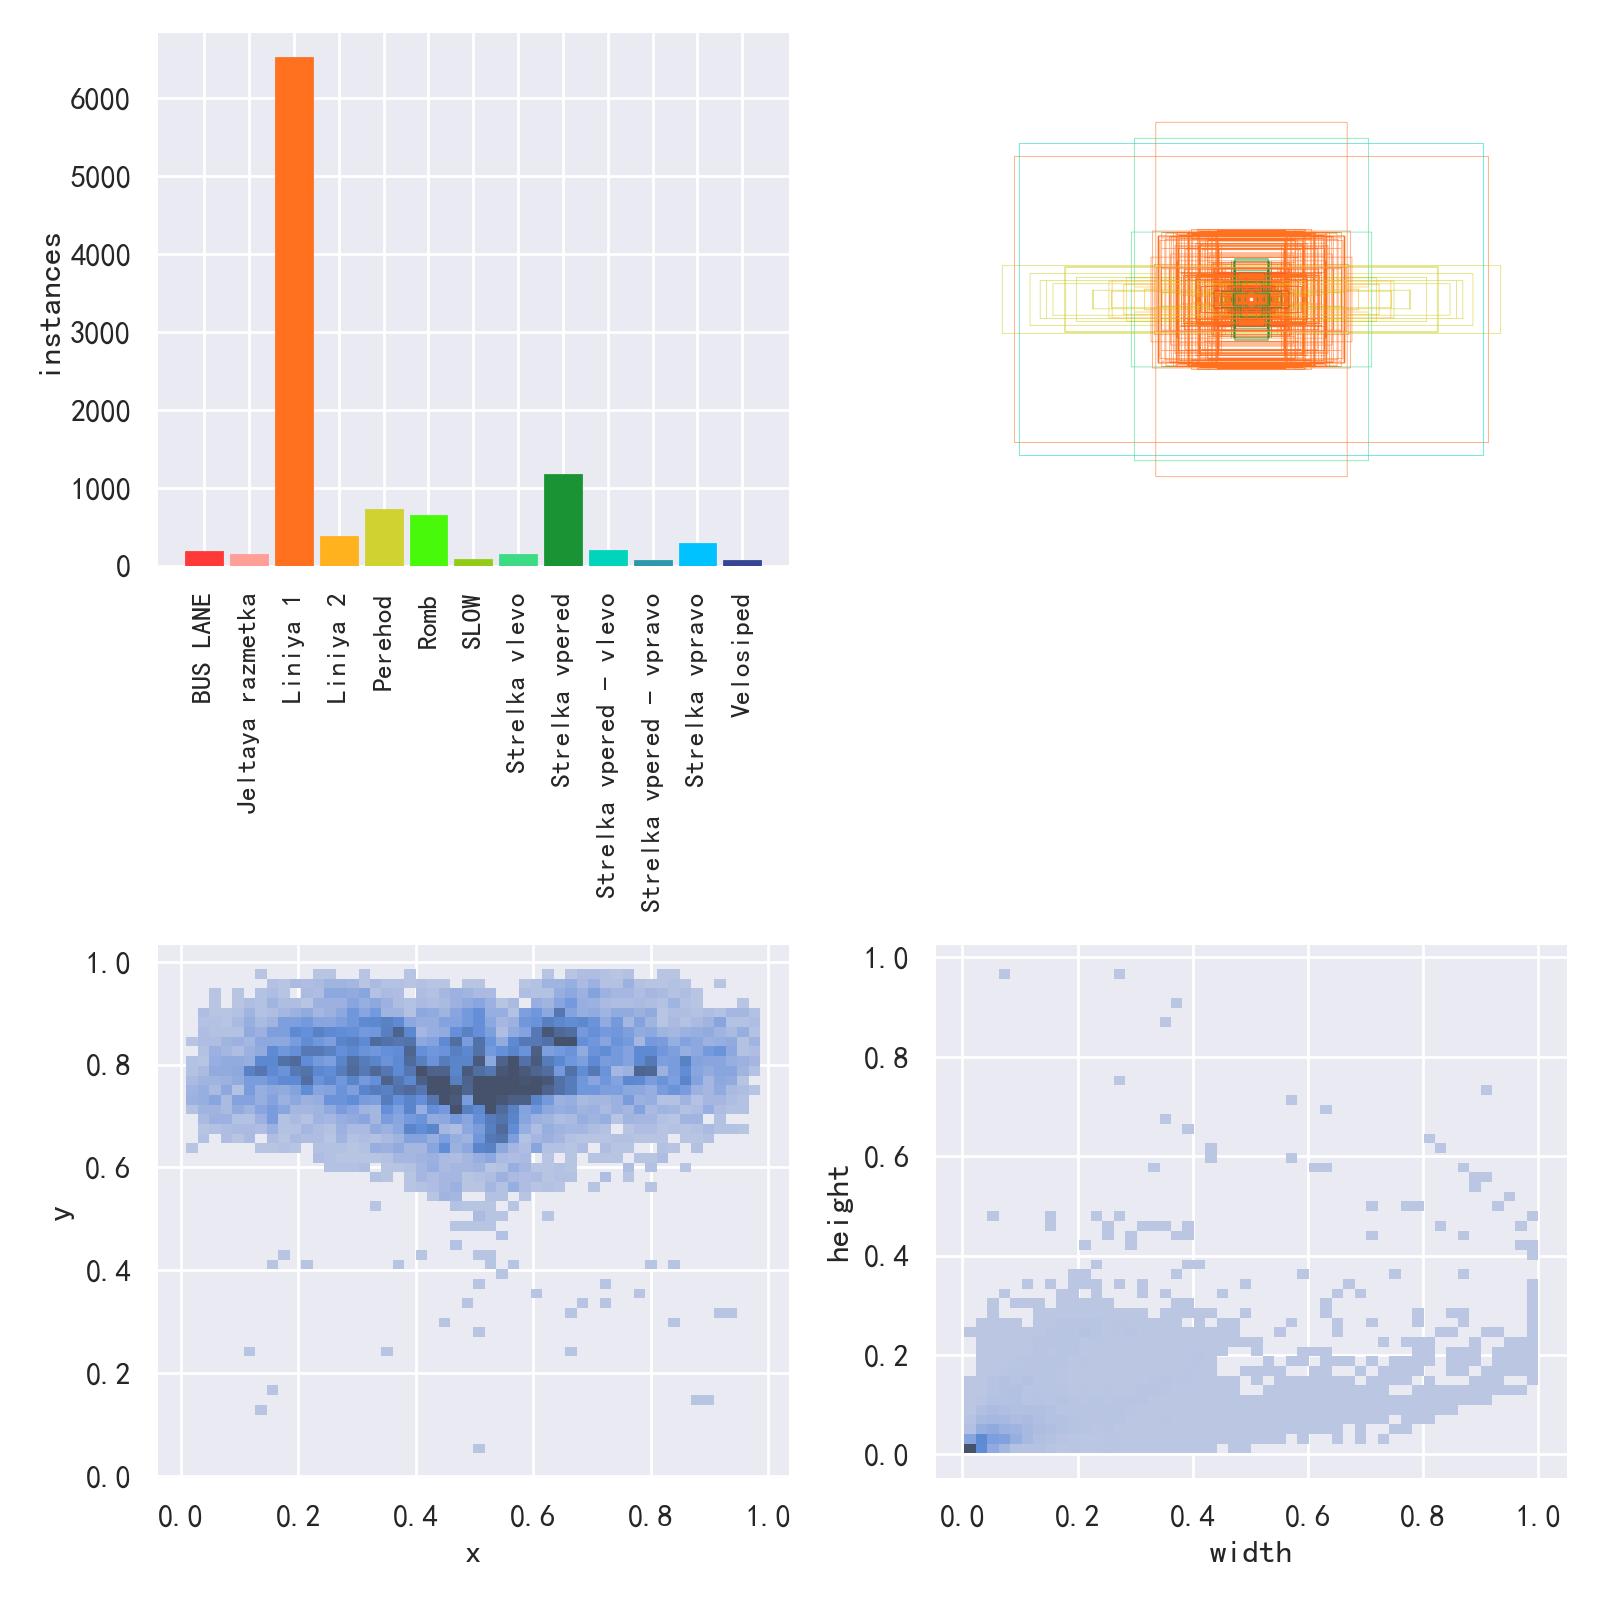 instances
6000
5000
4000
3000
2000
1000
0
BUS LANE
Jeltaya razmetka
Liniya 1
Liniya 2
Perehod
Romb
SLOW
Strelka vlevo
Strelka vpered
Strelka vpered - vlevo
Strelka vpered - vpravo
Strelka vpravo
Velosiped
y
1.0
0.8
0.6
0.4
0.2
0.0
0.0 0.2 0.4 0.6 0.8 1.0
x
height
1.0
0.8
0.6
0.4
0.2
0.0
0.0 0.2 0.4 0.6 0.8 1.0
width